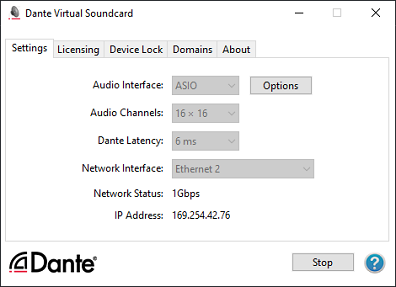 Dante Virtual Soundcard
Settings Licensing Device Lock Domains About
Audio Interface: ASIO Options
Audio Channels: 16 × 16
Dante Latency: 6 ms
Network Interface: Ethernet 2
Network Status: 1Gbps
IP Address: 169.254.42.76
Dante® Stop ?